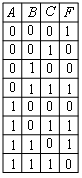 A B C F
0 0 0 1
0 0 1 0
0 1 0 0
0 1 1 1
1 0 0 0
1 0 1 1
1 1 0 1
1 1 1 0